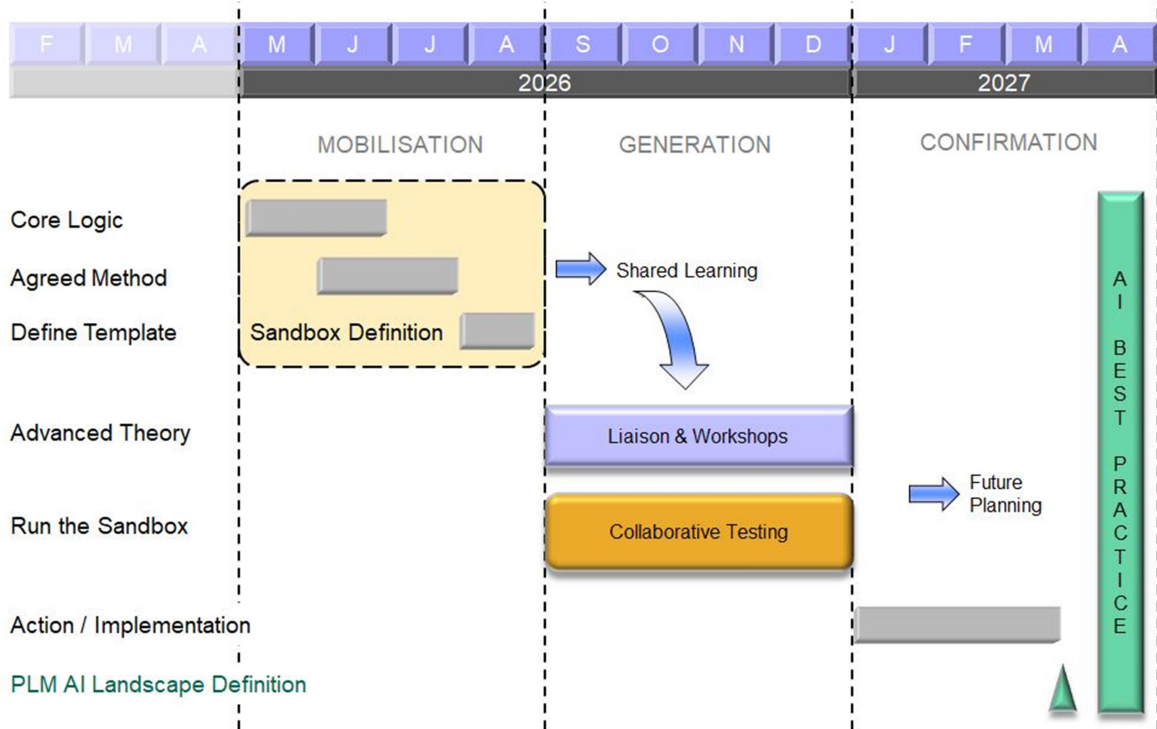 F M A M J J A S O N D J F M A
2026 2027
MOBILISATION GENERATION CONFIRMATION
Core Logic
Agreed Method
Shared Learning
Define Template
Sandbox Definition
Advanced Theory
Liaison & Workshops
Future
Planning
Run the Sandbox
Collaborative Testing
Action / Implementation
PLM AI Landscape Definition
AI BEST PRACTICE